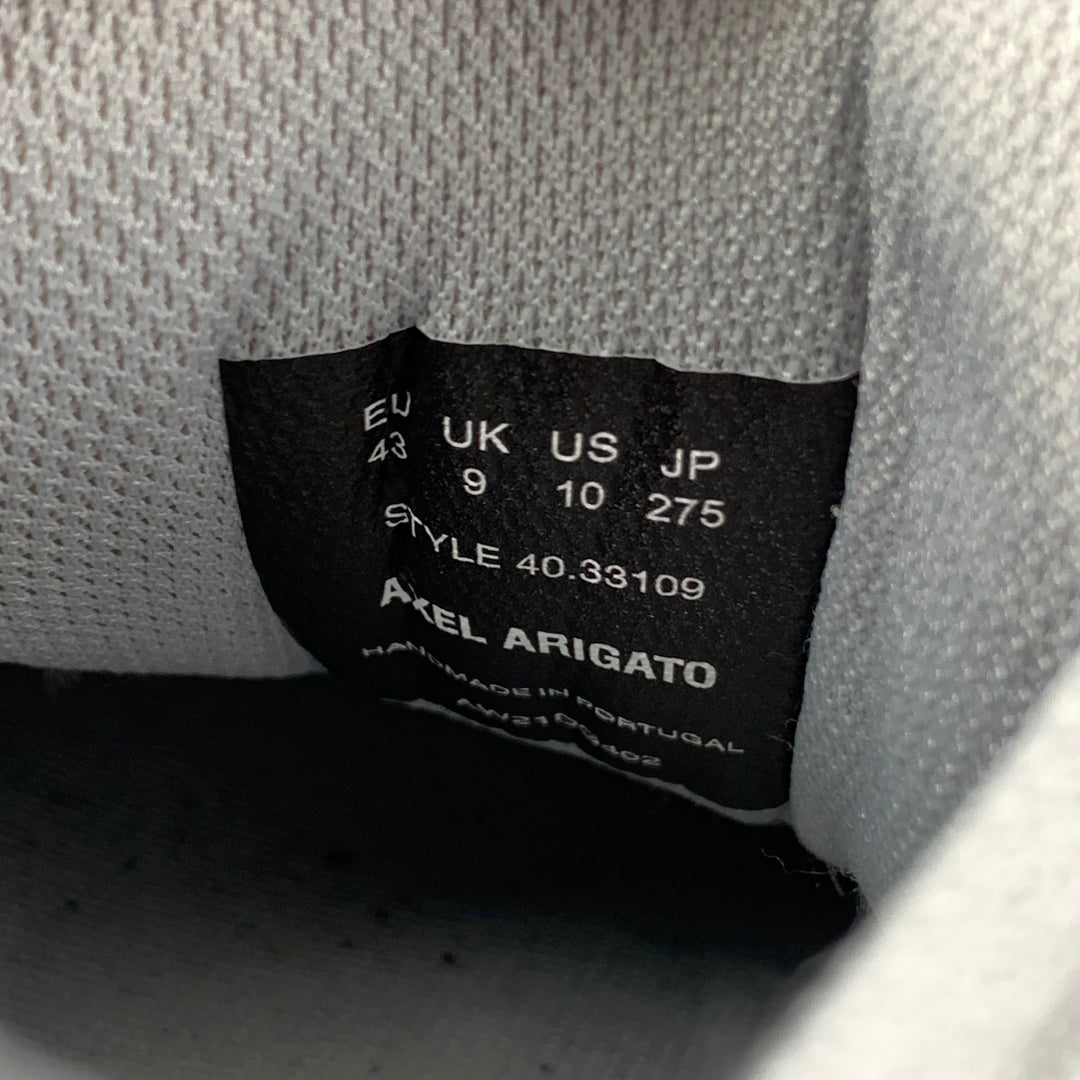 EU UK US JP
43 9 10 275
STYLE 40.33109
AXEL ARIGATO
HANDMADE IN PORTUGAL